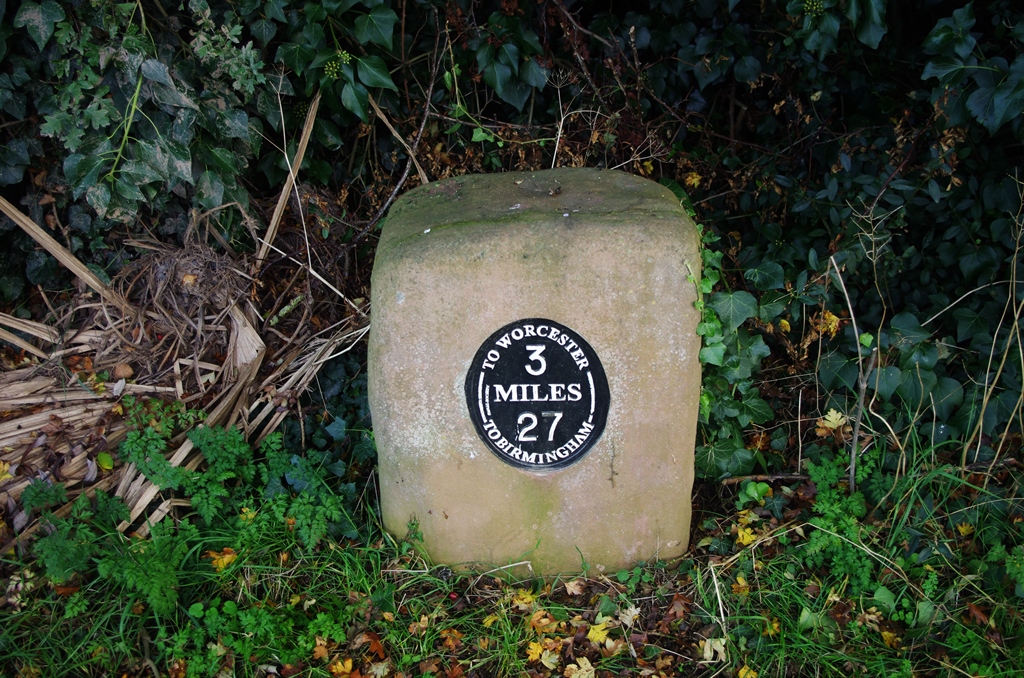 TO WORCESTER
3
MILES
27
TO BIRMINGHAM